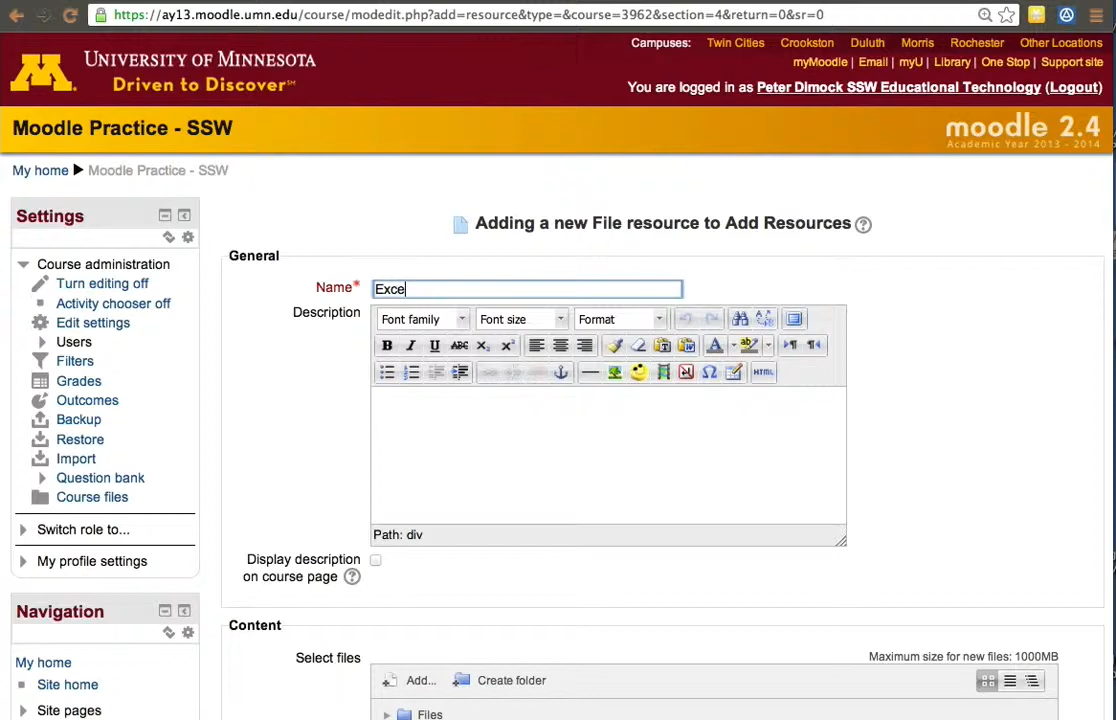 https://ay13.moodle.umn.edu/course/modedit.php?add=resource&type=&course=3962&section=4&return=0&sr=0
Campuses: Twin Cities Crookston Duluth Morris Rochester Other Locations
myMoodle | Email | myU | Library | One Stop | Support site
M
UNIVERSITY OF MINNESOTA
Driven to Discover℠
You are logged in as Peter Dimock SSW Educational Technology (Logout)
Moodle Practice - SSW
moodle 2.4
Academic Year 2013 - 2014
My home ▶ Moodle Practice - SSW
Settings
Course administration
Turn editing off
Activity chooser off
Edit settings
Users
Filters
Grades
Outcomes
Backup
Restore
Import
Question bank
Course files
Switch role to...
My profile settings
Navigation
My home
Site home
Site pages
Adding a new File resource to Add Resources
General
Name* Exce
Description
Font family Font size Format
B I U ABC X₂ X²
HTML
Path: div
Display description
on course page
Content
Select files
Maximum size for new files: 1000MB
Add... Create folder
Files